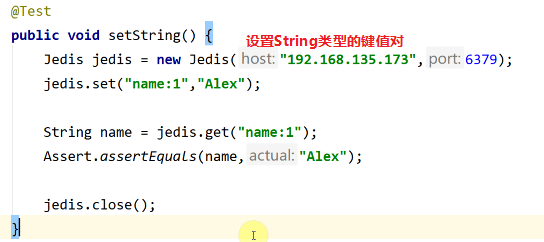 @Test
public void setString() {
设置String类型的键值对
Jedis jedis = new Jedis( host: "192.168.135.173", port: 6379);
jedis.set("name:1","Alex");
String name = jedis.get("name:1");
Assert.assertEquals(name, actual: "Alex");
jedis.close();
}